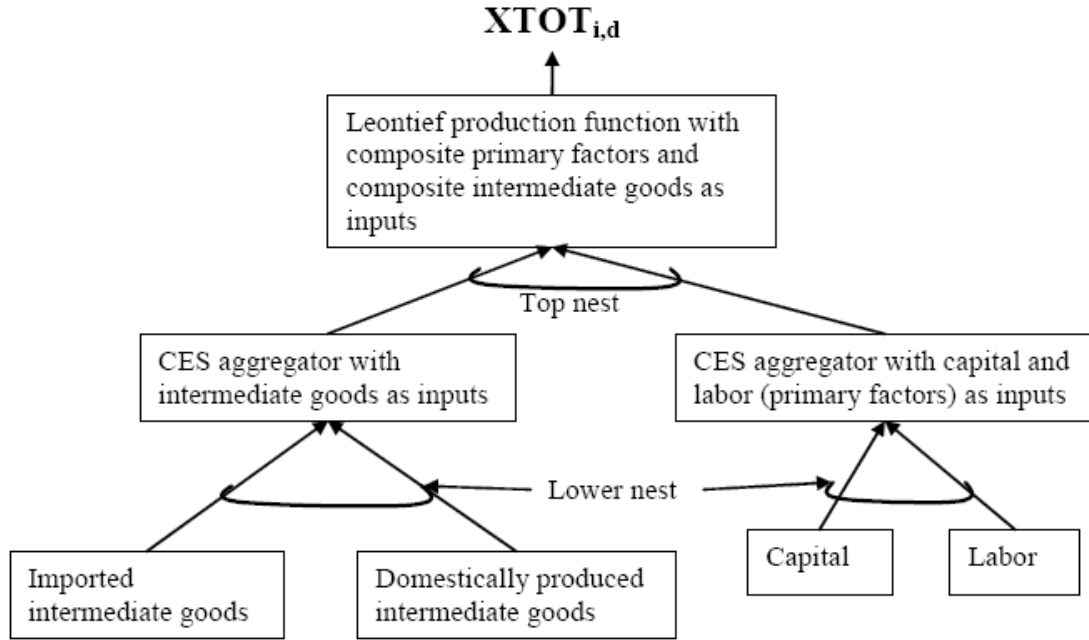 XTOTi,d
Leontief production function with
composite primary factors and
composite intermediate goods as
inputs
Top nest
CES aggregator with
intermediate goods as inputs
CES aggregator with capital and
labor (primary factors) as inputs
Lower nest
Imported
intermediate goods
Domestically produced
intermediate goods
Capital
Labor